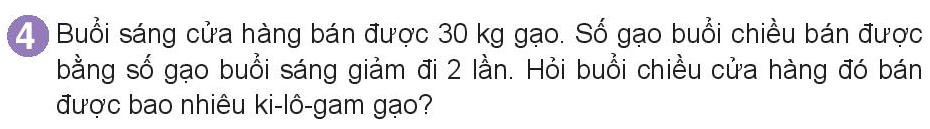 4 Buổi sáng cửa hàng bán được 30 kg gạo. Số gạo buổi chiều bán được
bằng số gạo buổi sáng giảm đi 2 lần. Hỏi buổi chiều cửa hàng đó bán
được bao nhiêu ki-lô-gam gạo?